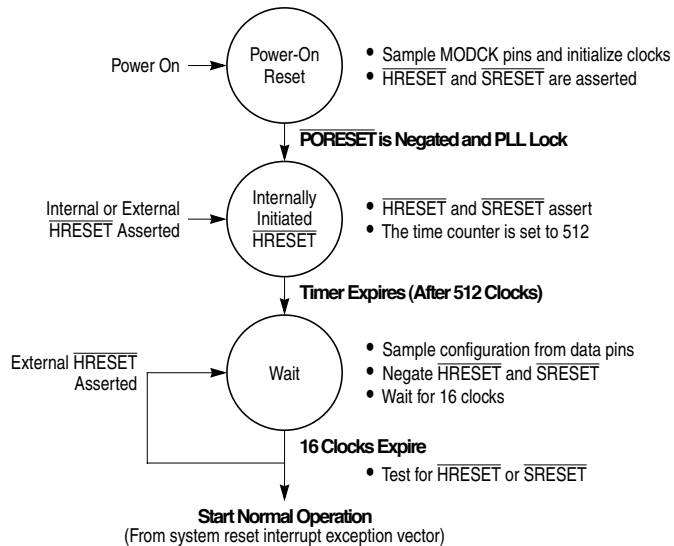 Power On
Power-On
Reset
• Sample MODCK pins and initialize clocks
• HRESET and SRESET are asserted
PORESET is Negated and PLL Lock
Internal or External
HRESET Asserted
Internally
Initiated
HRESET
• HRESET and SRESET assert
• The time counter is set to 512
Timer Expires (After 512 Clocks)
External HRESET
Asserted
Wait
• Sample configuration from data pins
• Negate HRESET and SRESET
• Wait for 16 clocks
16 Clocks Expire
• Test for HRESET or SRESET
Start Normal Operation
(From system reset interrupt exception vector)